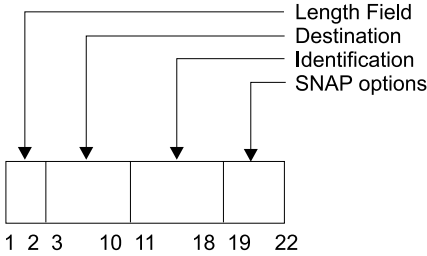 Length Field
Destination
Identification
SNAP options
1 2 3 10 11 18 19 22